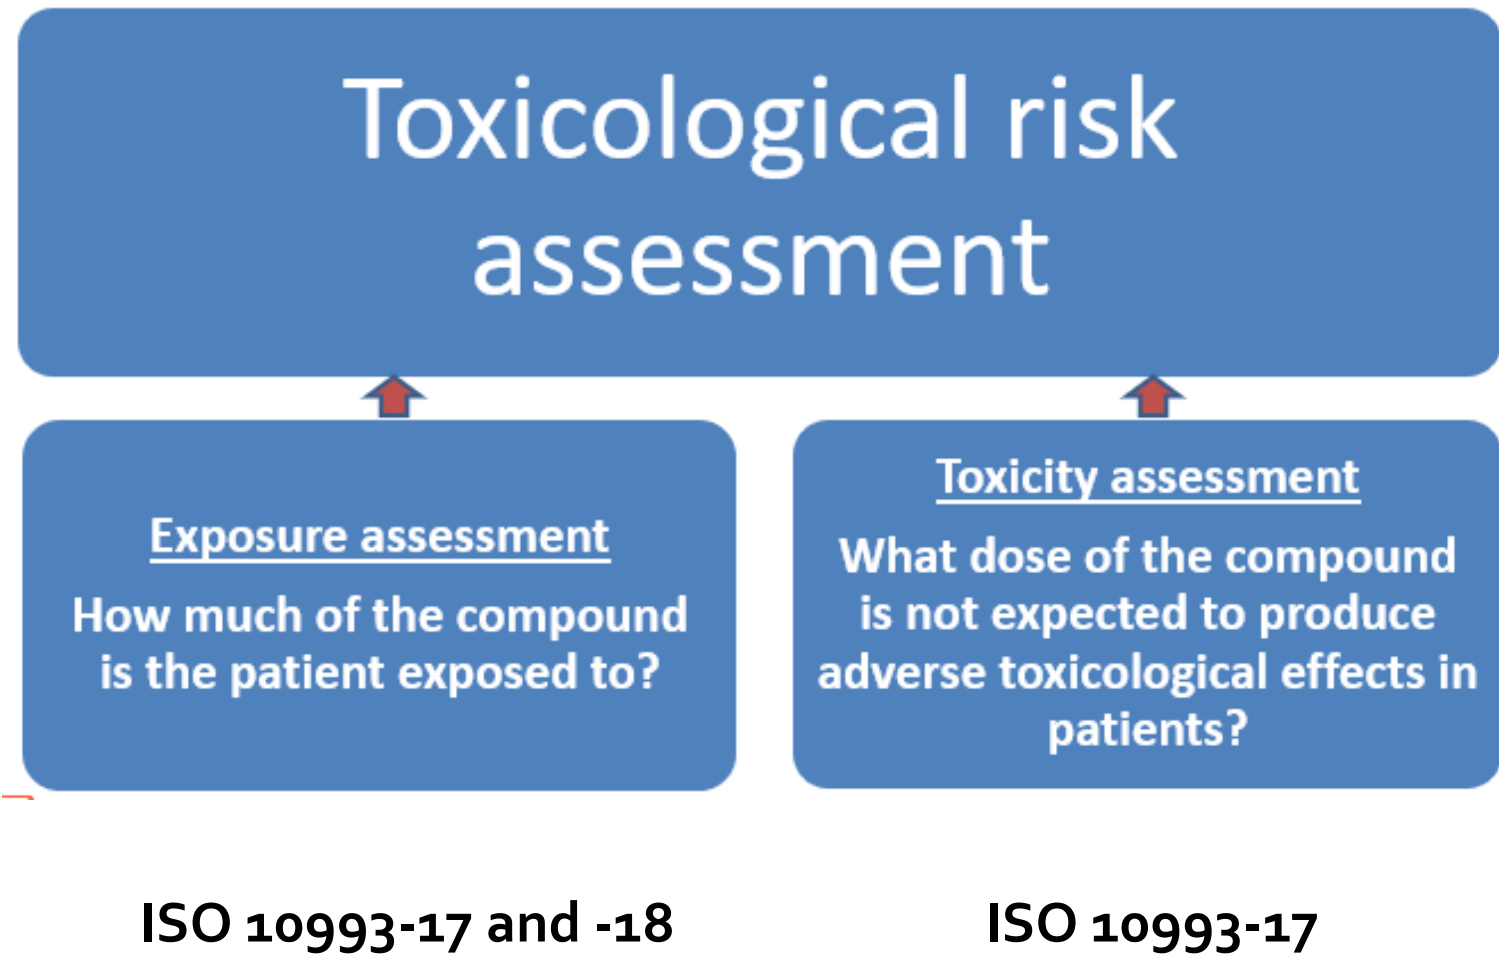 Toxicological risk
assessment
Exposure assessment
How much of the compound
is the patient exposed to?
Toxicity assessment
What dose of the compound
is not expected to produce
adverse toxicological effects in
patients?
ISO 10993-17 and -18
ISO 10993-17